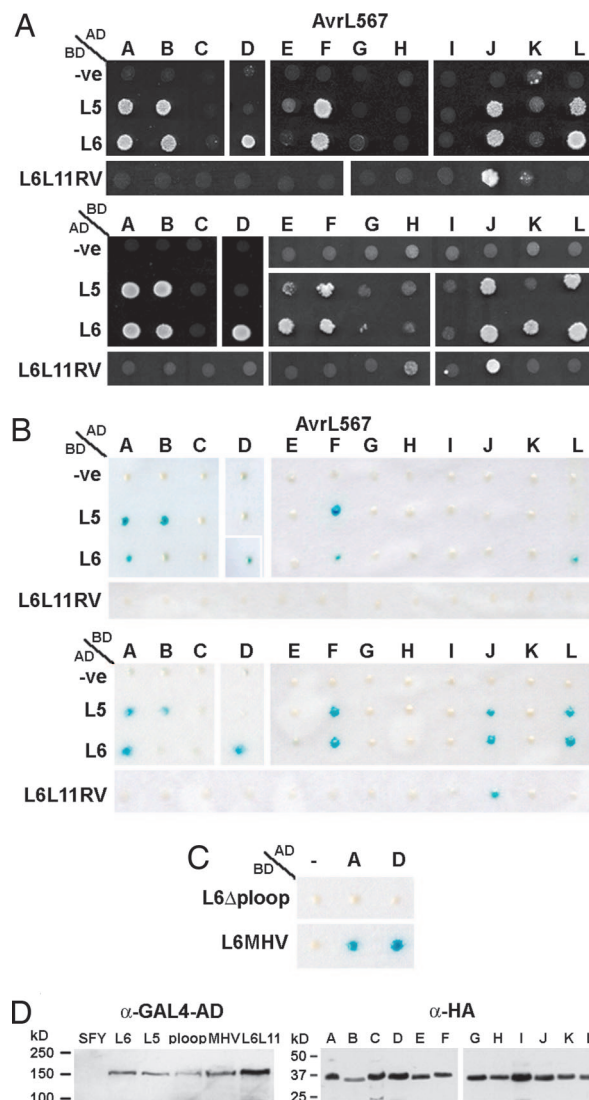 A
AvrL567
AD
BD
A B C D E F G H I J K L
-ve
L5
L6
L6L11RV
BD
AD
A B C D E F G H I J K L
-ve
L5
L6
L6L11RV
B
AvrL567
AD
BD
A B C D E F G H I J K L
-ve
L5
L6
L6L11RV
BD
AD
A B C D E F G H I J K L
-ve
L5
L6
L6L11RV
C
AD
BD
- A D
L6Δploop
L6MHV
D
α-GAL4-AD
α-HA
kD SFY L6 L5 ploop MHV L6L11
250
150
100
kD A B C D E F G H I J K
50
37
25